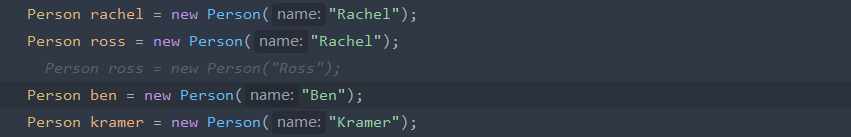 Person rachel = new Person( name: "Rachel");
Person ross = new Person( name: "Rachel");
Person ross = new Person("Ross");
Person ben = new Person( name: "Ben");
Person kramer = new Person( name: "Kramer");